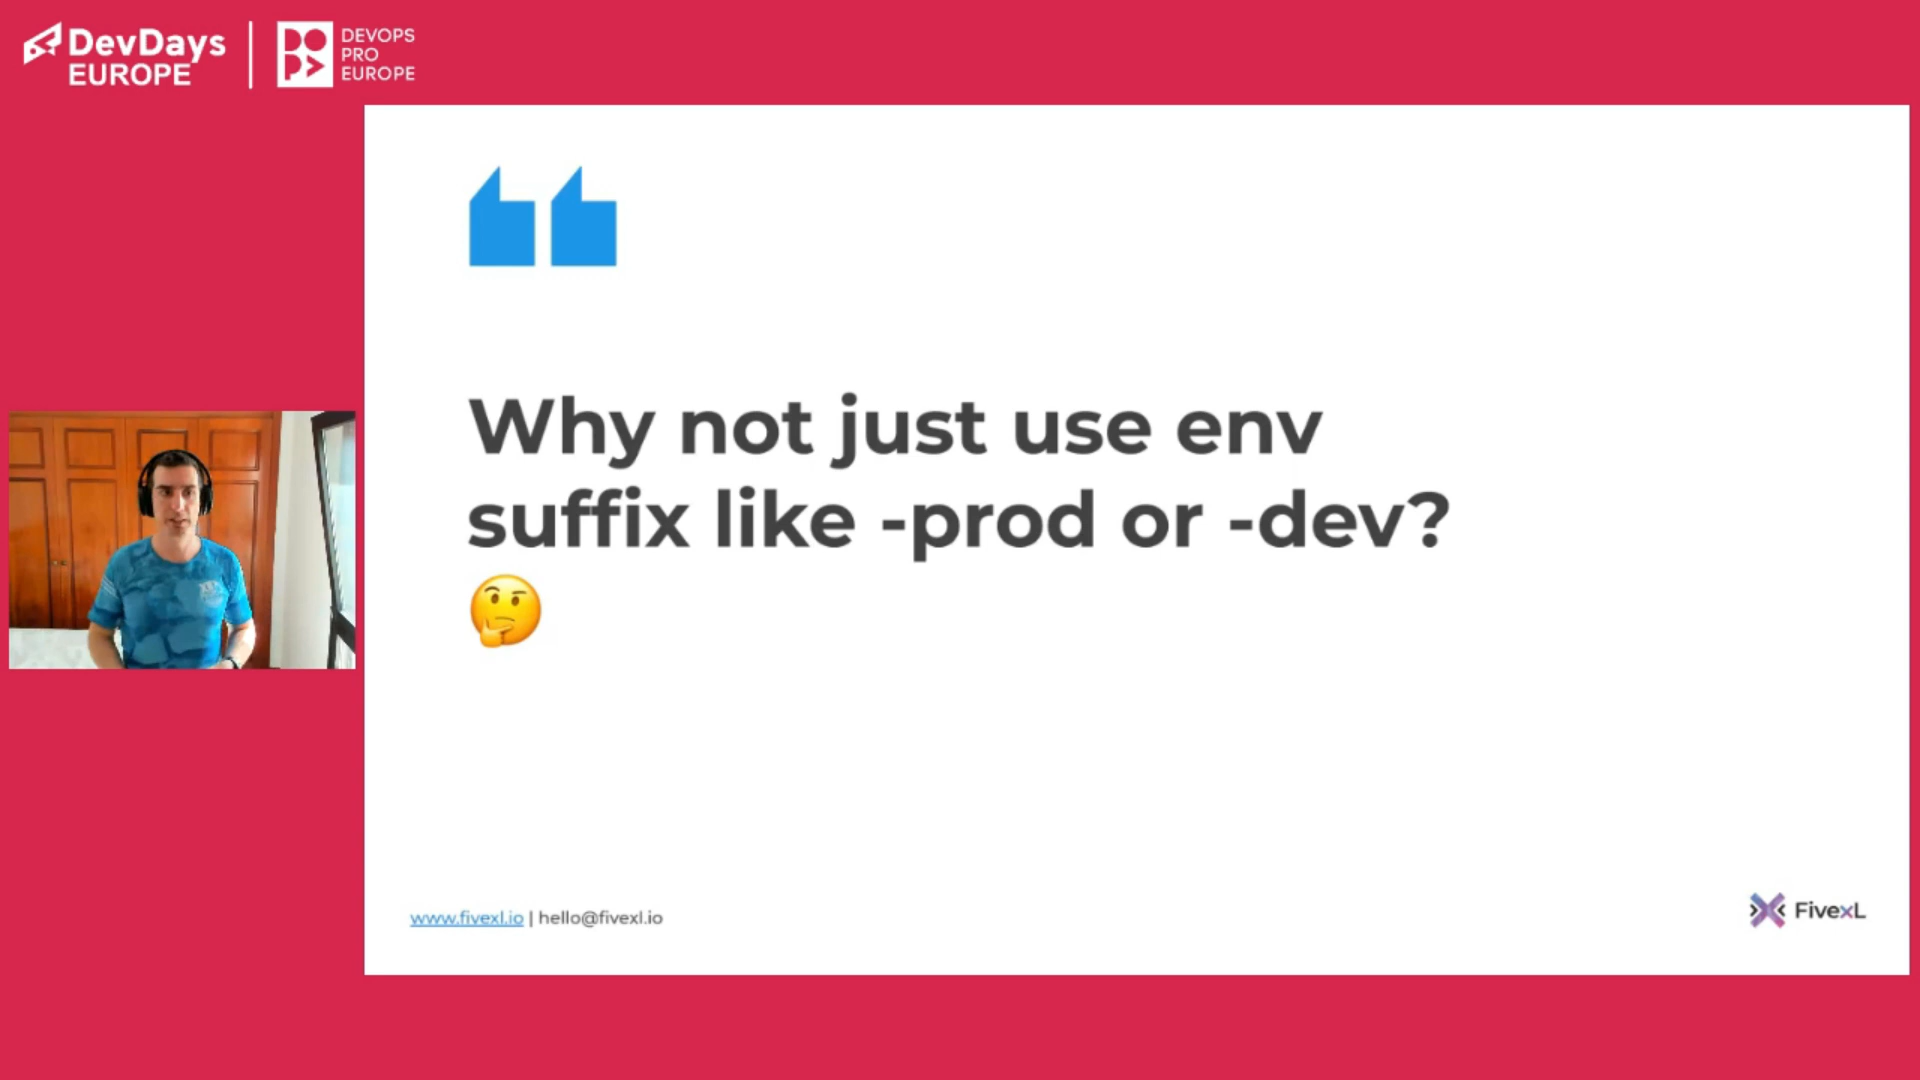 DevDays
EUROPE
DEVOPS
PRO
EUROPE
Why not just use env
suffix like -prod or -dev?
🤔
www.fivexl.io | hello@fivexl.io
FivexL